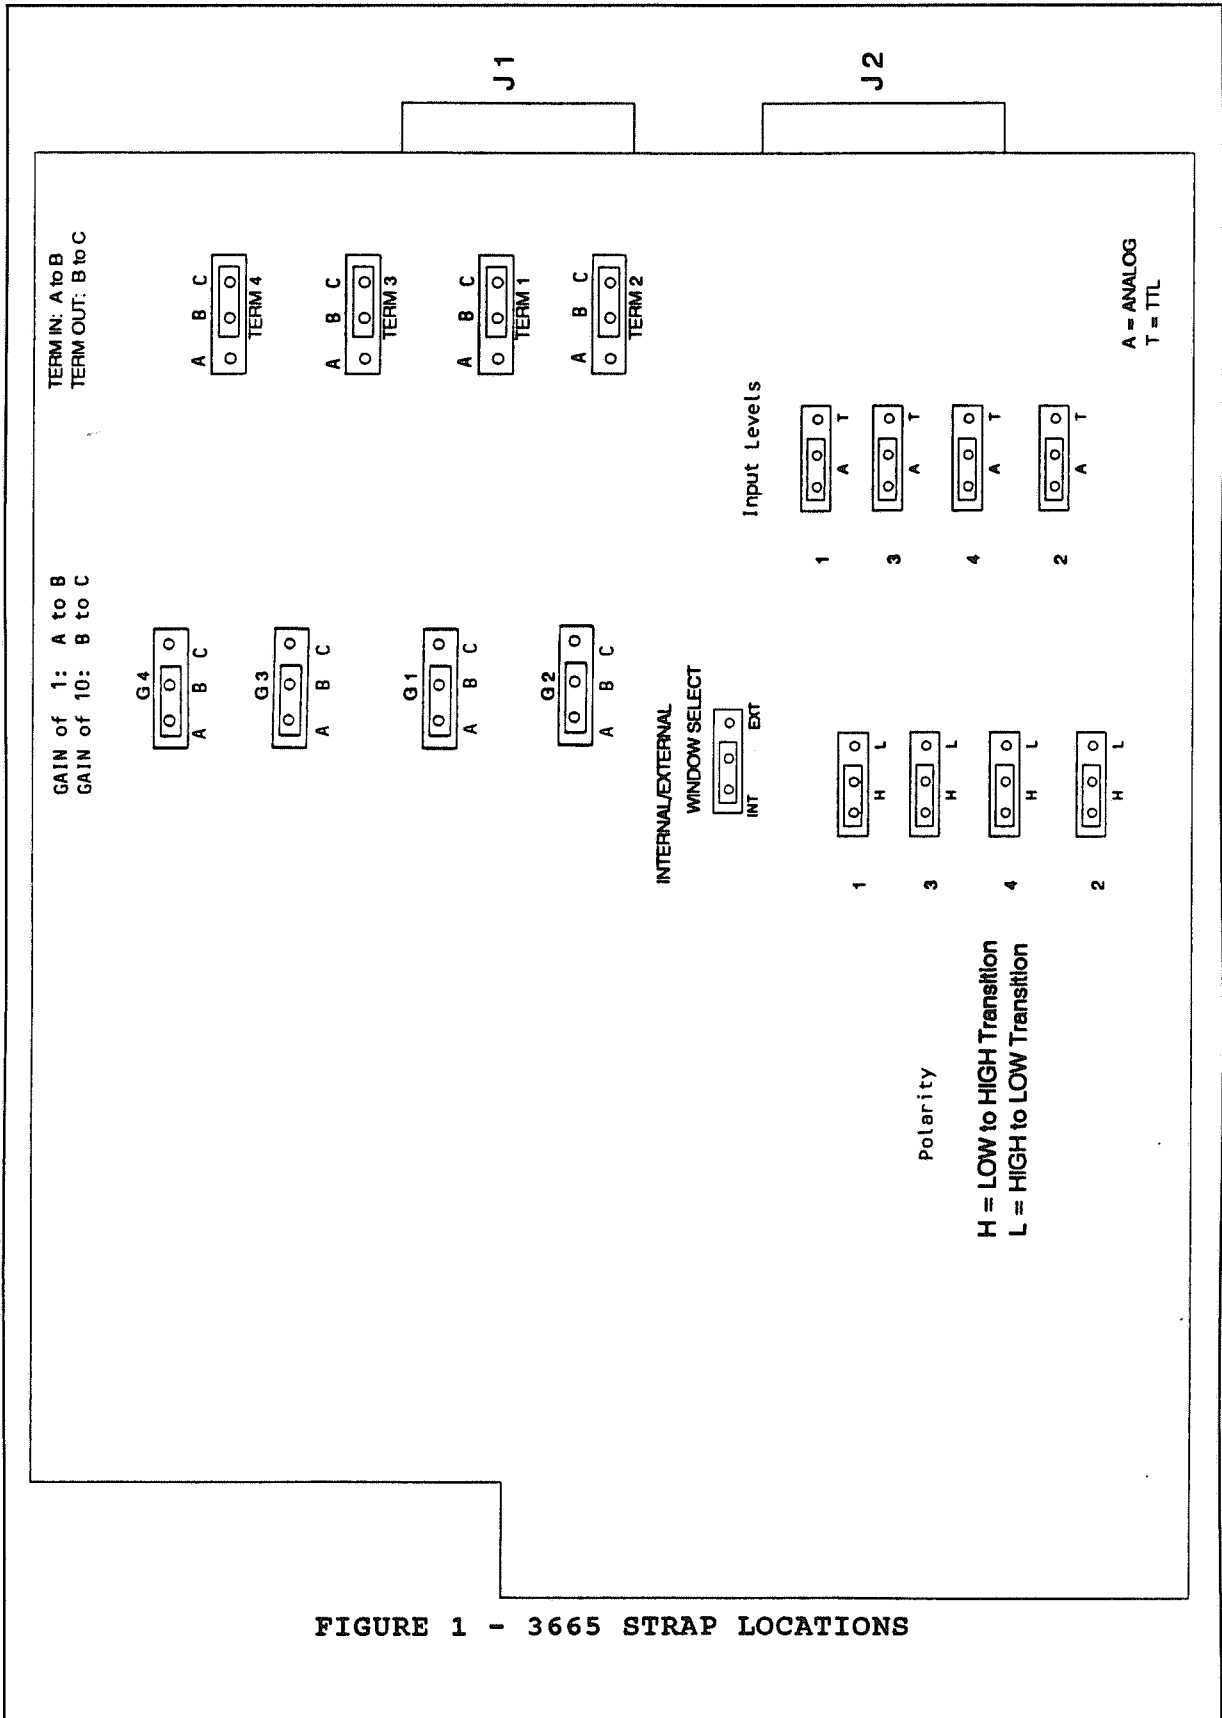 J1
J2
TERM IN: A to B
TERM OUT: B to C
A B C
TERM 4
A B C
TERM 3
A B C
TERM 1
A B C
TERM 2
GAIN of 1: A to B
GAIN of 10: B to C
G4
A B C
G3
A B C
G1
A B C
G2
A B C
INTERNAL/EXTERNAL
WINDOW SELECT
INT EXT
Input Levels
1 A T
3 A T
4 A T
2 A T
A = ANALOG
T = TTL
1 H L
3 H L
4 H L
2 H L
Polarity
H = LOW to HIGH Transition
L = HIGH to LOW Transition
FIGURE 1 - 3665 STRAP LOCATIONS